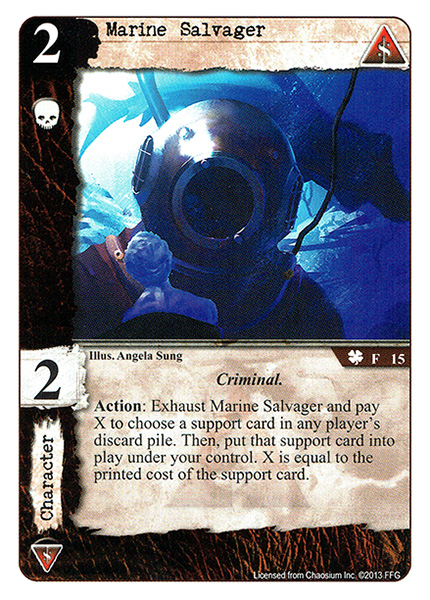 2
Marine Salvager
Illus. Angela Sung
F 15
2
Criminal.
Action: Exhaust Marine Salvager and pay
X to choose a support card in any player's
discard pile. Then, put that support card into
play under your control. X is equal to the
printed cost of the support card.
Character
Licensed from Chaosium Inc. ©2013 FFG